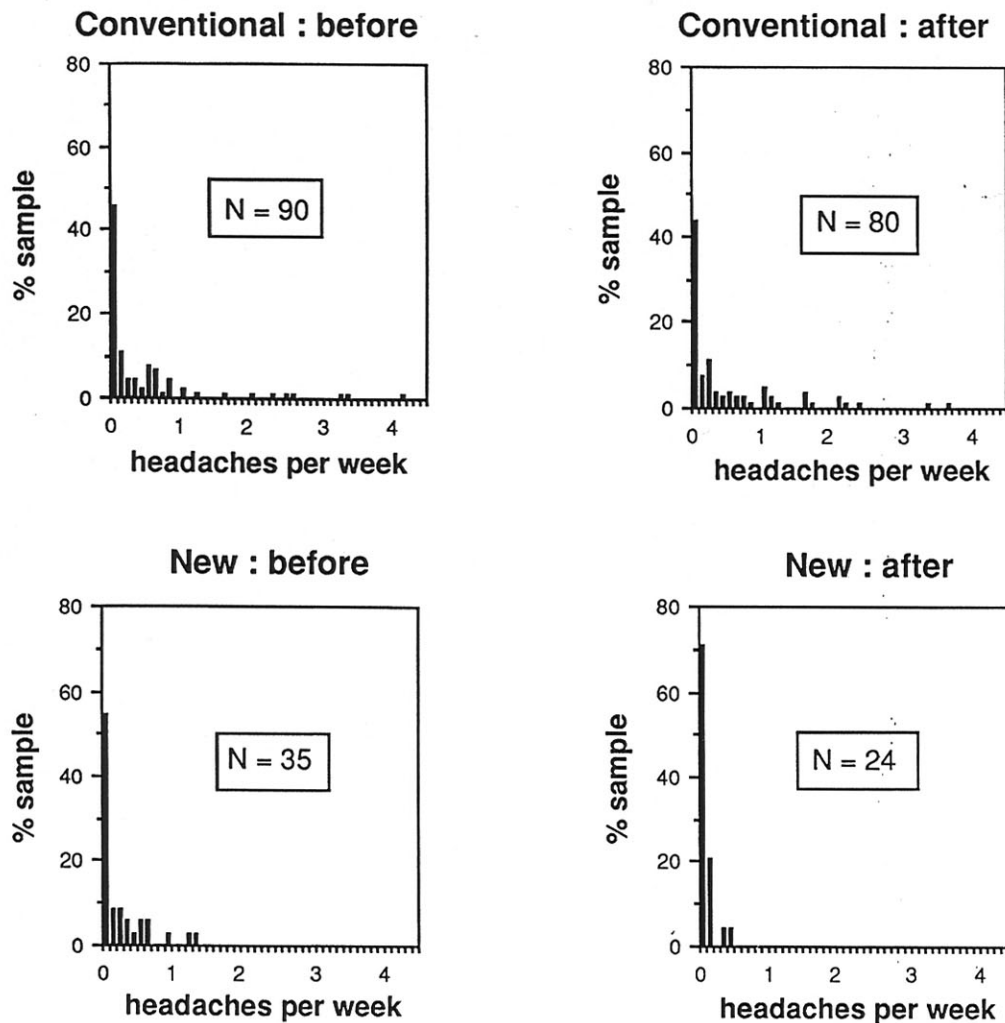 Conventional : before
80
60
40
20
0
% sample
N = 90
0 1 2 3 4
headaches per week
Conventional : after
80
60
40
20
0
% sample
N = 80
0 1 2 3 4
headaches per week
New : before
80
60
40
20
0
% sample
N = 35
0 1 2 3 4
headaches per week
New : after
80
60
40
20
0
% sample
N = 24
0 1 2 3 4
headaches per week